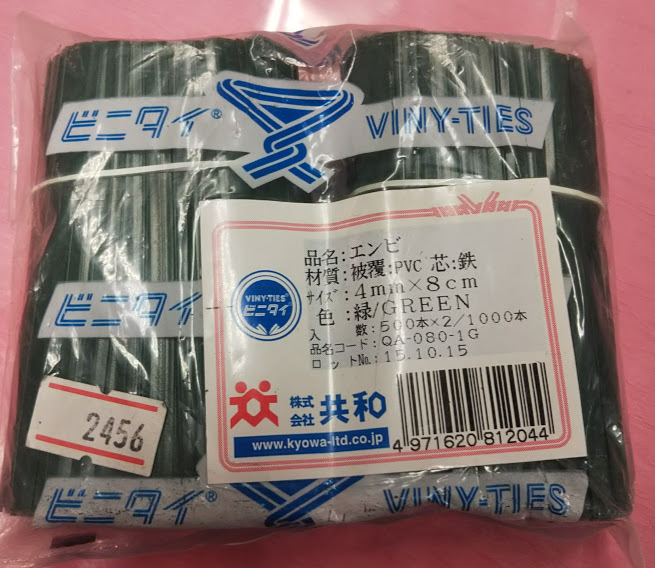 ビニタイ®
VINY-TIES
品名:エンビ
材質:被覆:PVC 芯:鉄
サイズ:4mm×8cm
色:緑/GREEN
入数:500本×2/1000本
品名コード:QA-080-1G
ロットNo.:15.10.15
VINY-TIES®
ビニタイ
ビニタイ
株式会社 共和
www.kyowa-ltd.co.jp
4 971620 812044
2456
ビニタイ®
VINY-TIES